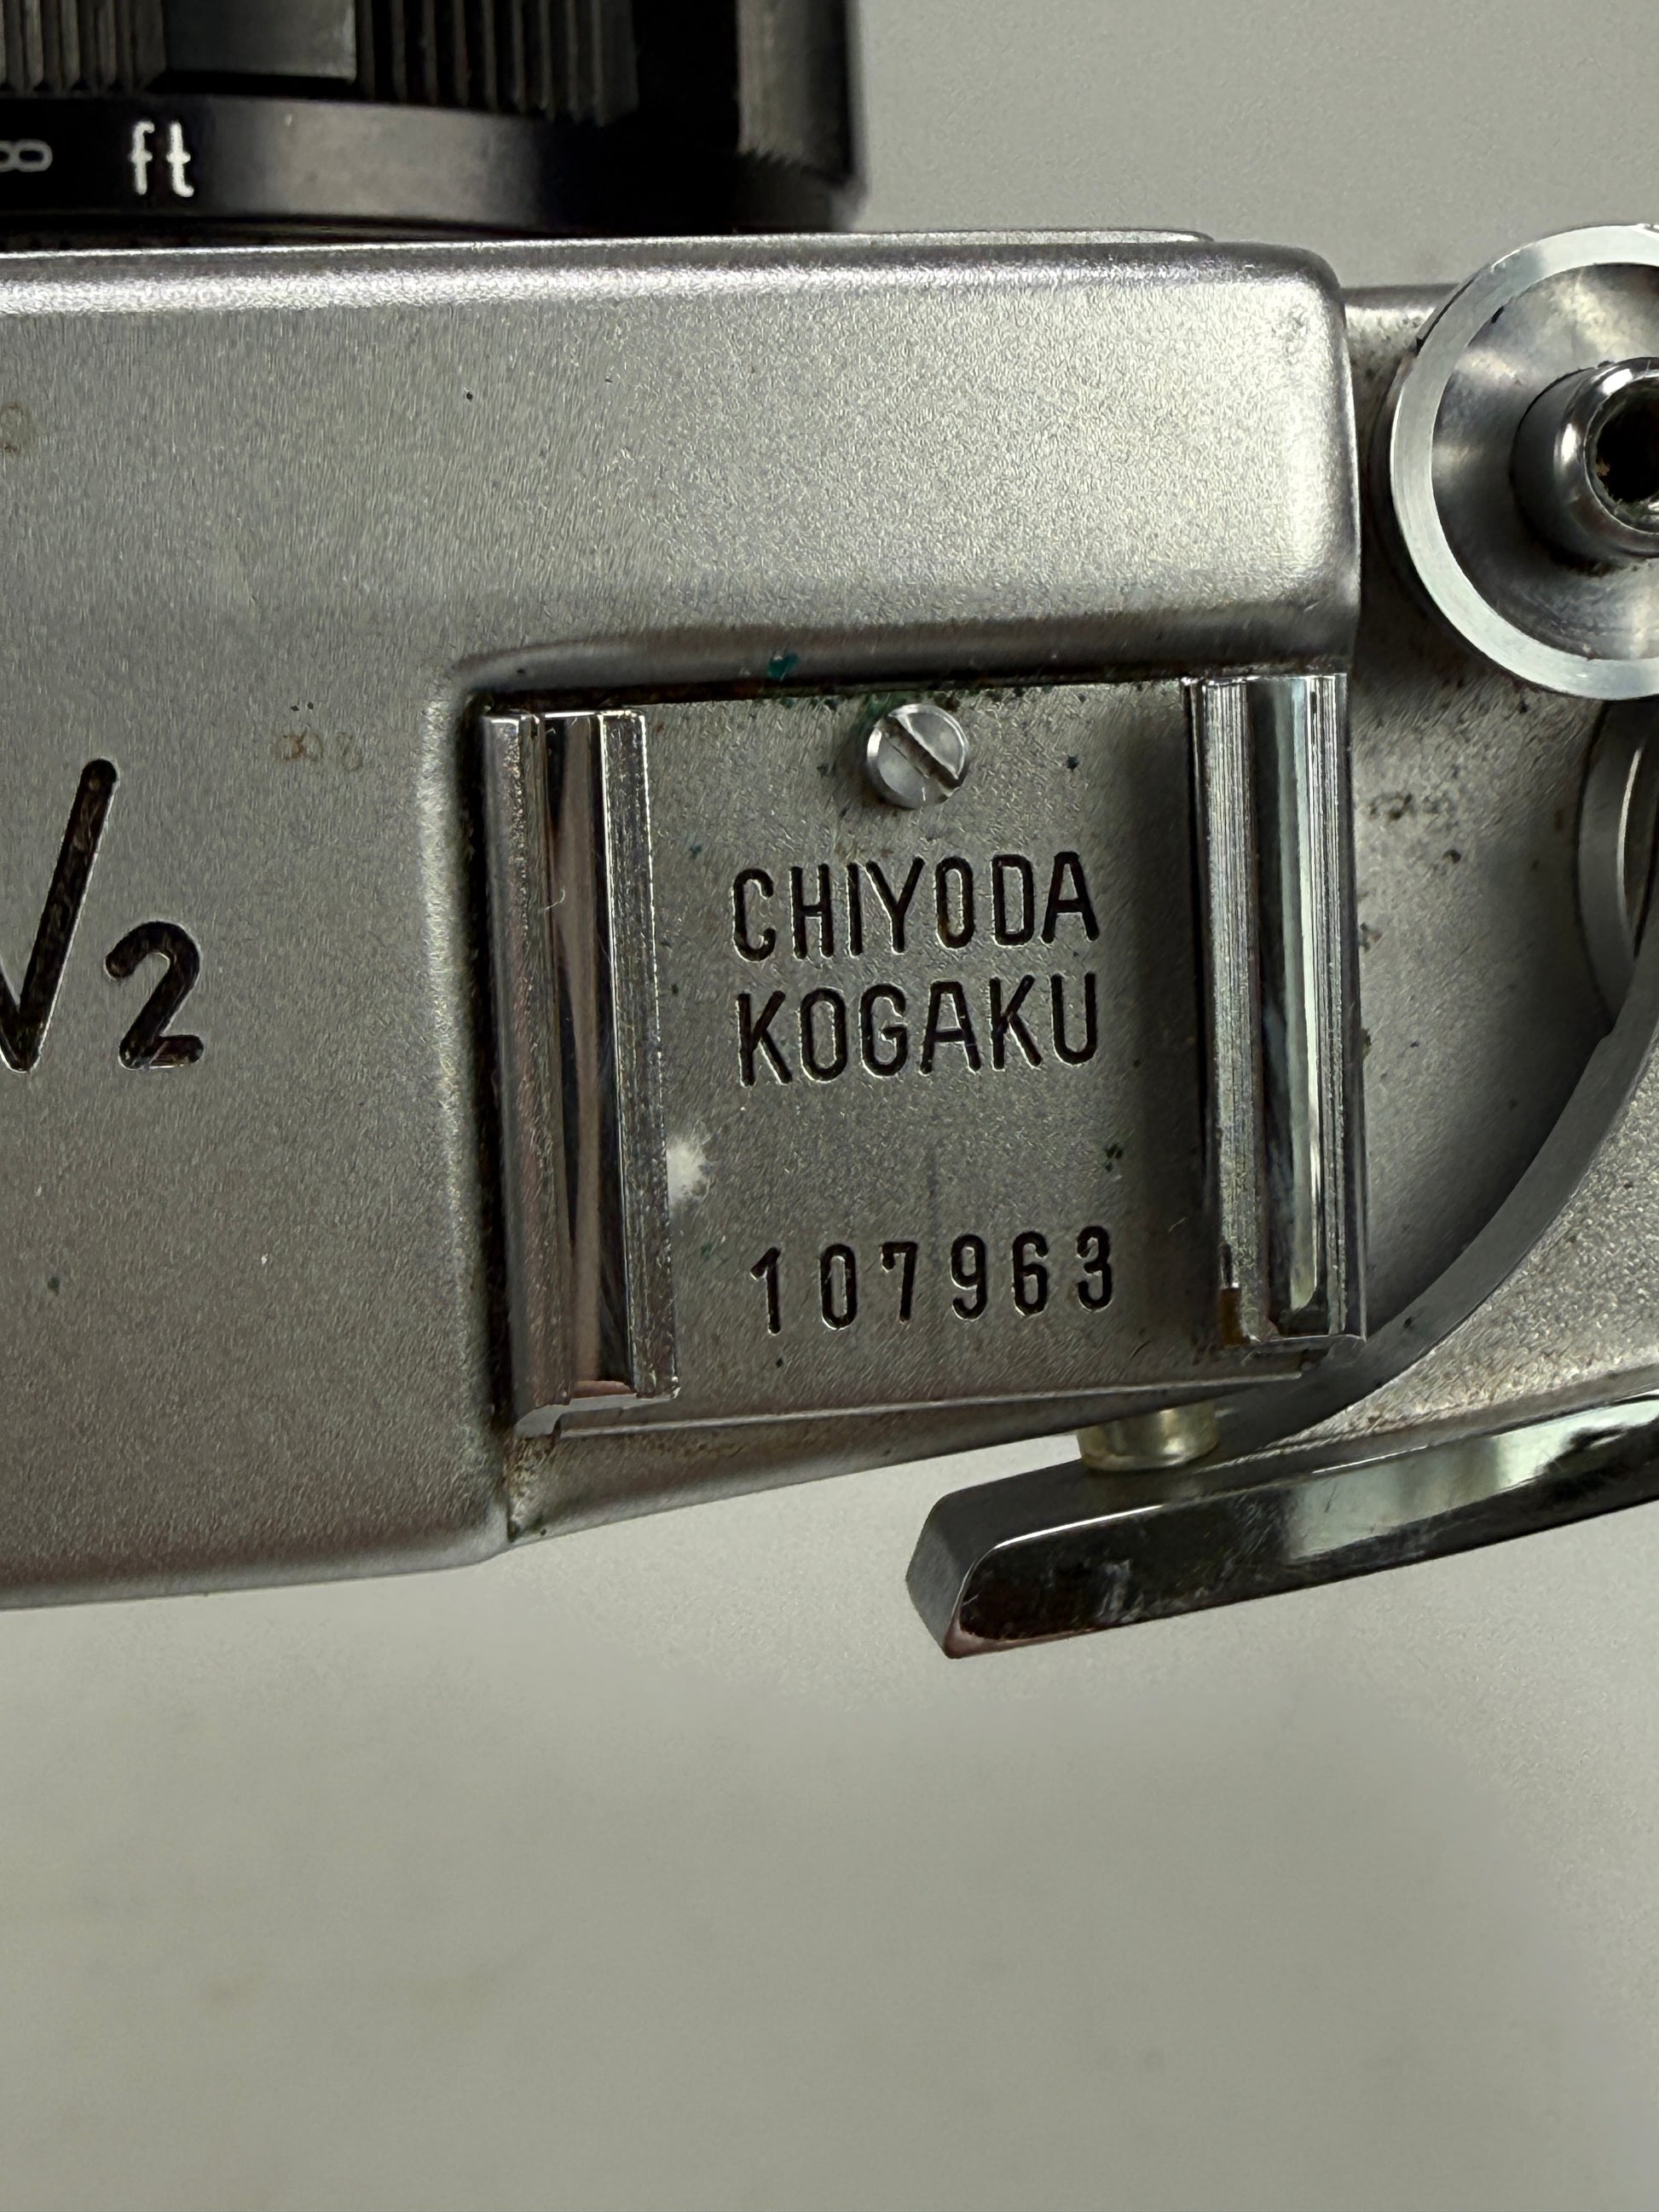 ∞ ft
V2
CHIYODA
KOGAKU
107963